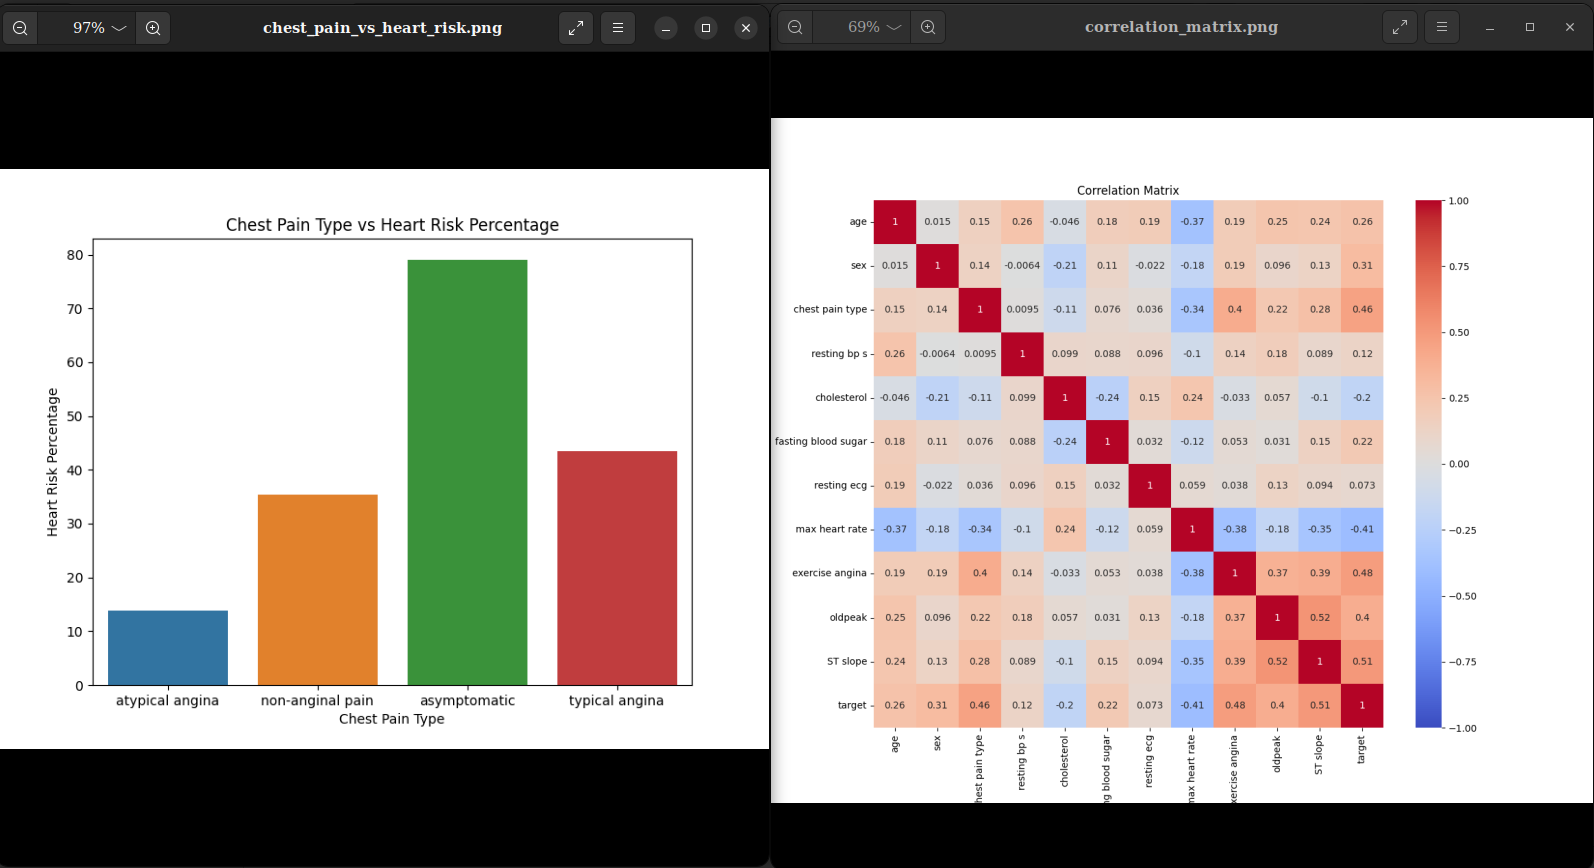 97%
chest_pain_vs_heart_risk.png
Chest Pain Type vs Heart Risk Percentage
Heart Risk Percentage
80
70
60
50
40
30
20
10
0
atypical angina non-anginal pain asymptomatic typical angina
Chest Pain Type
69%
correlation_matrix.png
Correlation Matrix
age 1 0.015 0.15 0.26 -0.046 0.18 0.19 -0.37 0.19 0.25 0.24 0.26
sex 0.015 1 0.14 -0.0064 -0.21 0.11 -0.022 -0.18 0.19 0.096 0.13 0.31
chest pain type 0.15 0.14 1 0.0095 -0.11 0.076 0.036 -0.34 0.4 0.22 0.28 0.46
resting bp s 0.26 -0.0064 0.0095 1 0.099 0.088 0.096 -0.1 0.14 0.18 0.089 0.12
cholesterol -0.046 -0.21 -0.11 0.099 1 -0.24 0.15 0.24 -0.033 0.057 -0.1 -0.2
fasting blood sugar 0.18 0.11 0.076 0.088 -0.24 1 0.032 -0.12 0.053 0.031 0.15 0.22
resting ecg 0.19 -0.022 0.036 0.096 0.15 0.032 1 0.059 0.038 0.13 0.094 0.073
max heart rate -0.37 -0.18 -0.34 -0.1 0.24 -0.12 0.059 1 -0.38 -0.18 -0.35 -0.41
exercise angina 0.19 0.19 0.4 0.14 -0.033 0.053 0.038 -0.38 1 0.37 0.39 0.48
oldpeak 0.25 0.096 0.22 0.18 0.057 0.031 0.13 -0.18 0.37 1 0.52 0.4
ST slope 0.24 0.13 0.28 0.089 -0.1 0.15 0.094 -0.35 0.39 0.52 1 0.51
target 0.26 0.31 0.46 0.12 -0.2 0.22 0.073 -0.41 0.48 0.4 0.51 1
age
sex
hest pain type
resting bp s
cholesterol
ng blood sugar
resting ecg
max heart rate
xercise angina
oldpeak
ST slope
target
1.00
0.75
0.50
0.25
0.00
−0.25
−0.50
−0.75
−1.00